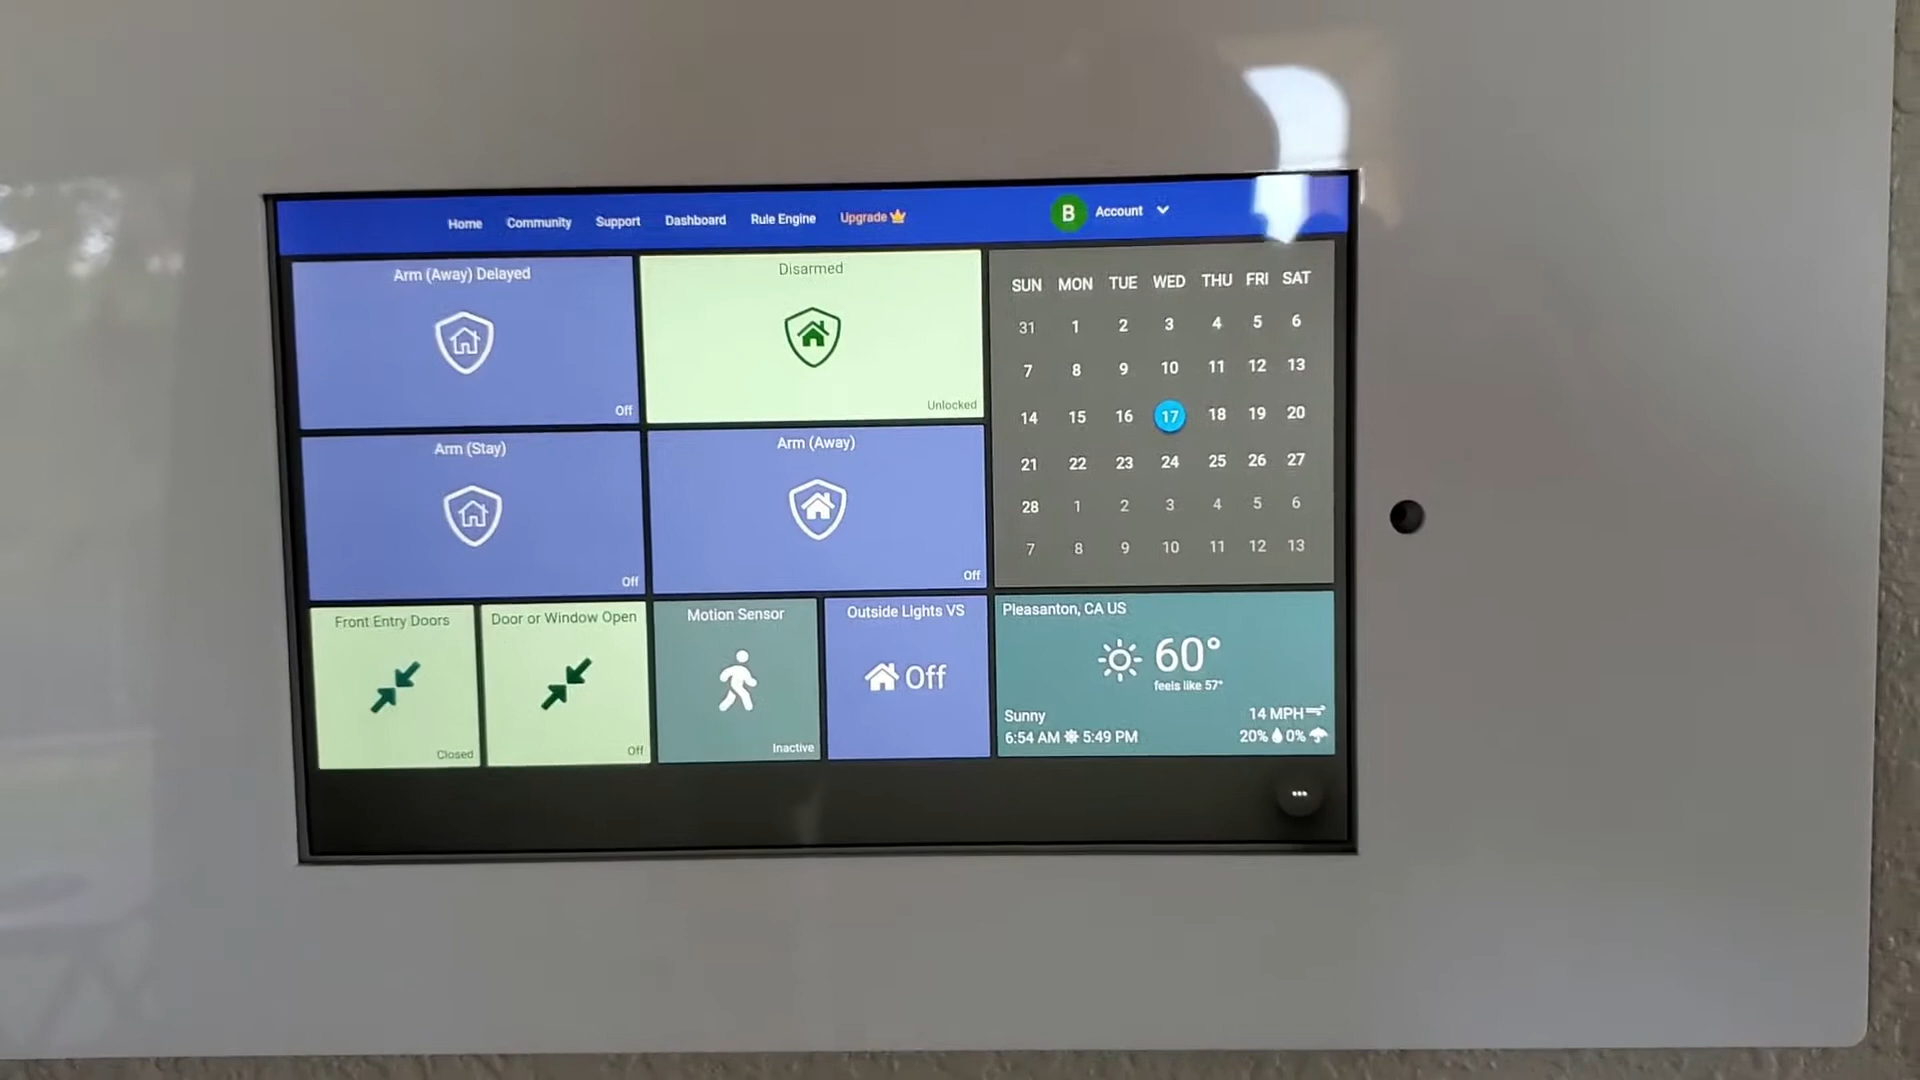 Home Community Support Dashboard Rule Engine Upgrade B Account
Arm (Away) Delayed
Off
Disarmed
Unlocked
Arm (Stay)
Off
Arm (Away)
Off
SUN MON TUE WED THU FRI SAT
31 1 2 3 4 5 6
7 8 9 10 11 12 13
14 15 16 17 18 19 20
21 22 23 24 25 26 27
28 1 2 3 4 5 6
7 8 9 10 11 12 13
Front Entry Doors
Closed
Door or Window Open
Off
Motion Sensor
Inactive
Outside Lights VS
Off
Pleasanton, CA US
60°
feels like 57°
Sunny 14 MPH
6:54 AM 5:49 PM 20% 0%